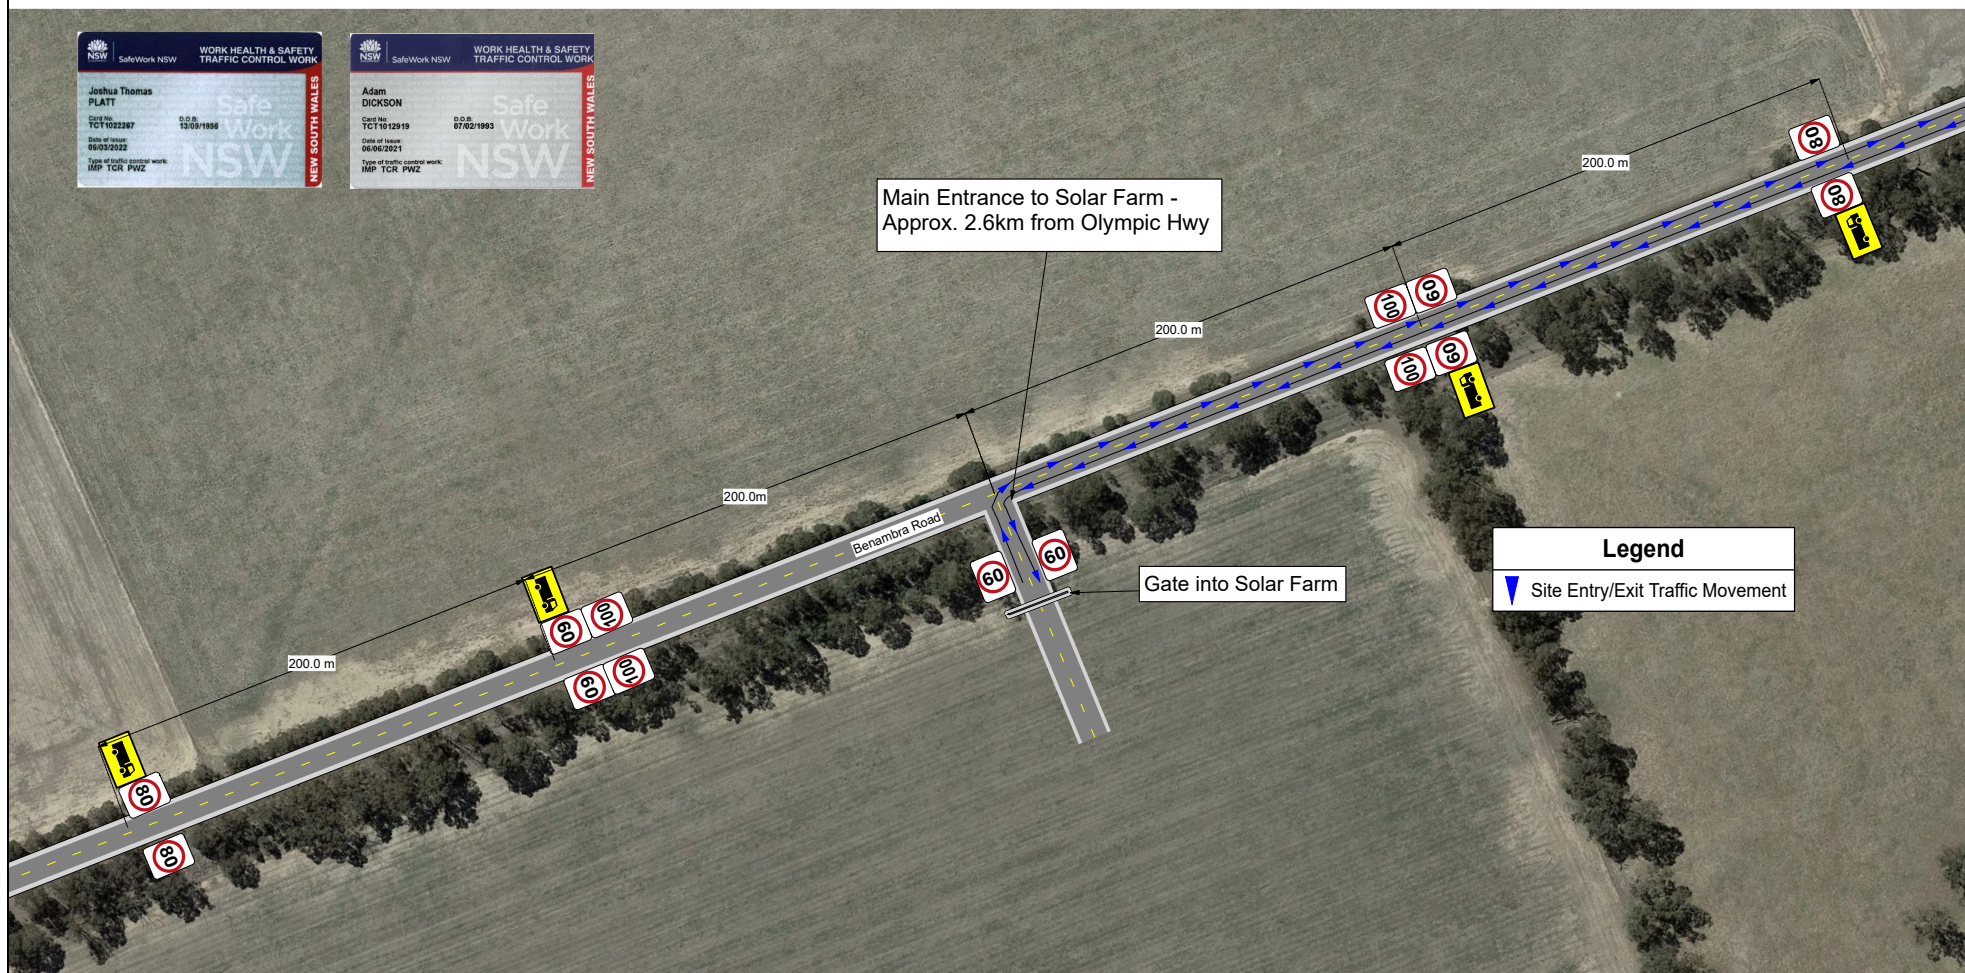 NSW
SafeWork NSW
WORK HEALTH & SAFETY
TRAFFIC CONTROL WORK
Joshua Thomas
PLATT
Card No:
TCT1022267
D.O.B:
13/09/1996
Date of Issue:
06/03/2022
Type of traffic control work:
IMP TCR PWZ
Safe
Work
NSW
NEW SOUTH WALES
NSW
SafeWork NSW
WORK HEALTH & SAFETY
TRAFFIC CONTROL WORK
Adam
DICKSON
Card No:
TCT1012919
D.O.B:
07/02/1993
Date of Issue:
06/06/2021
Type of traffic control work:
IMP TCR PWZ
Safe
Work
NSW
NEW SOUTH WALES
80
200.0 m
80
Main Entrance to Solar Farm -
Approx. 2.6km from Olympic Hwy
100
60
200.0 m
100
60
200.0m
Benambra Road
60
60
Gate into Solar Farm
Legend
Site Entry/Exit Traffic Movement
60
100
60
100
200.0 m
80
80